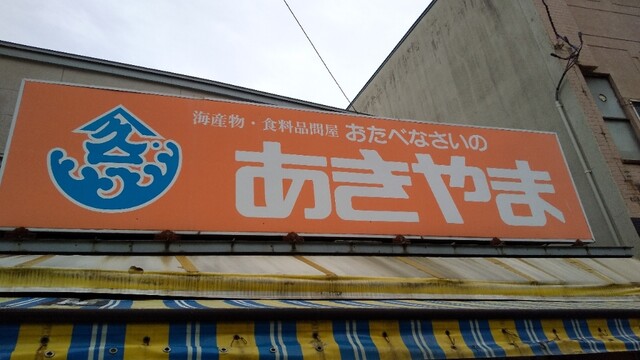 海産物・食料品問屋 おたべなさいの
あきやま